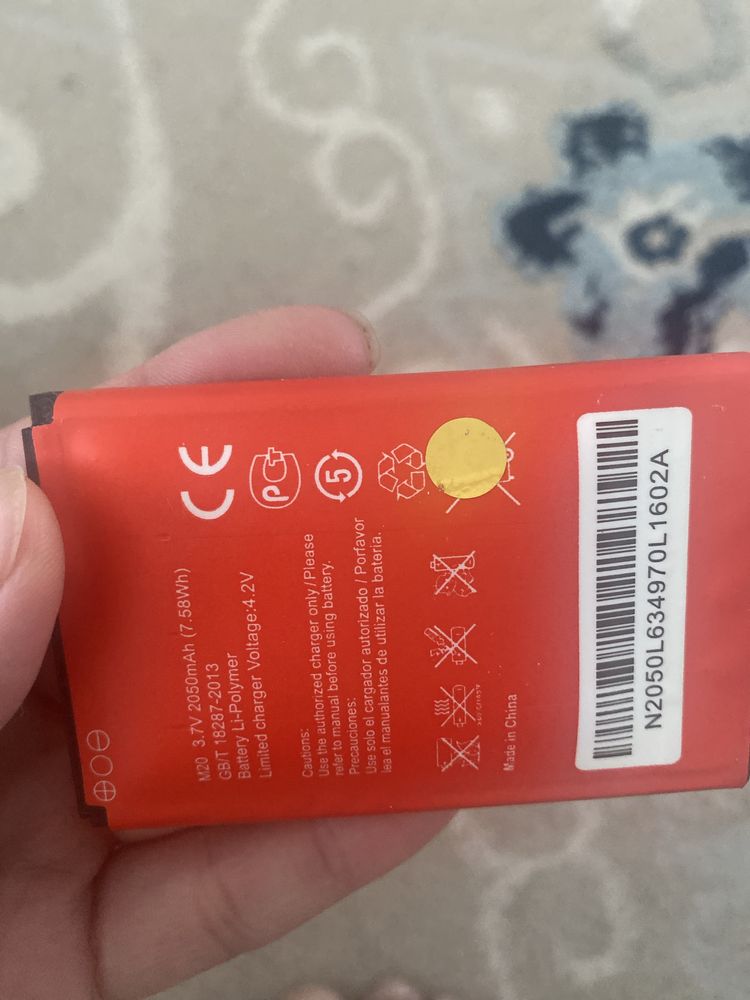 M20 3.7V 2050mAh (7.58Wh)
GB/T 18287-2013
Battery Li-Polymer
Limited charger Voltage:4.2V
Cautions:
Use the authorized charger only / Please
refer to manual before using battery.
Precauciones:
Use solo el cargador autorizado / Porfavor
lea el manualantes de utilizar la bateria.
CE
PG
5
Made in China
N2050L634970L1602A